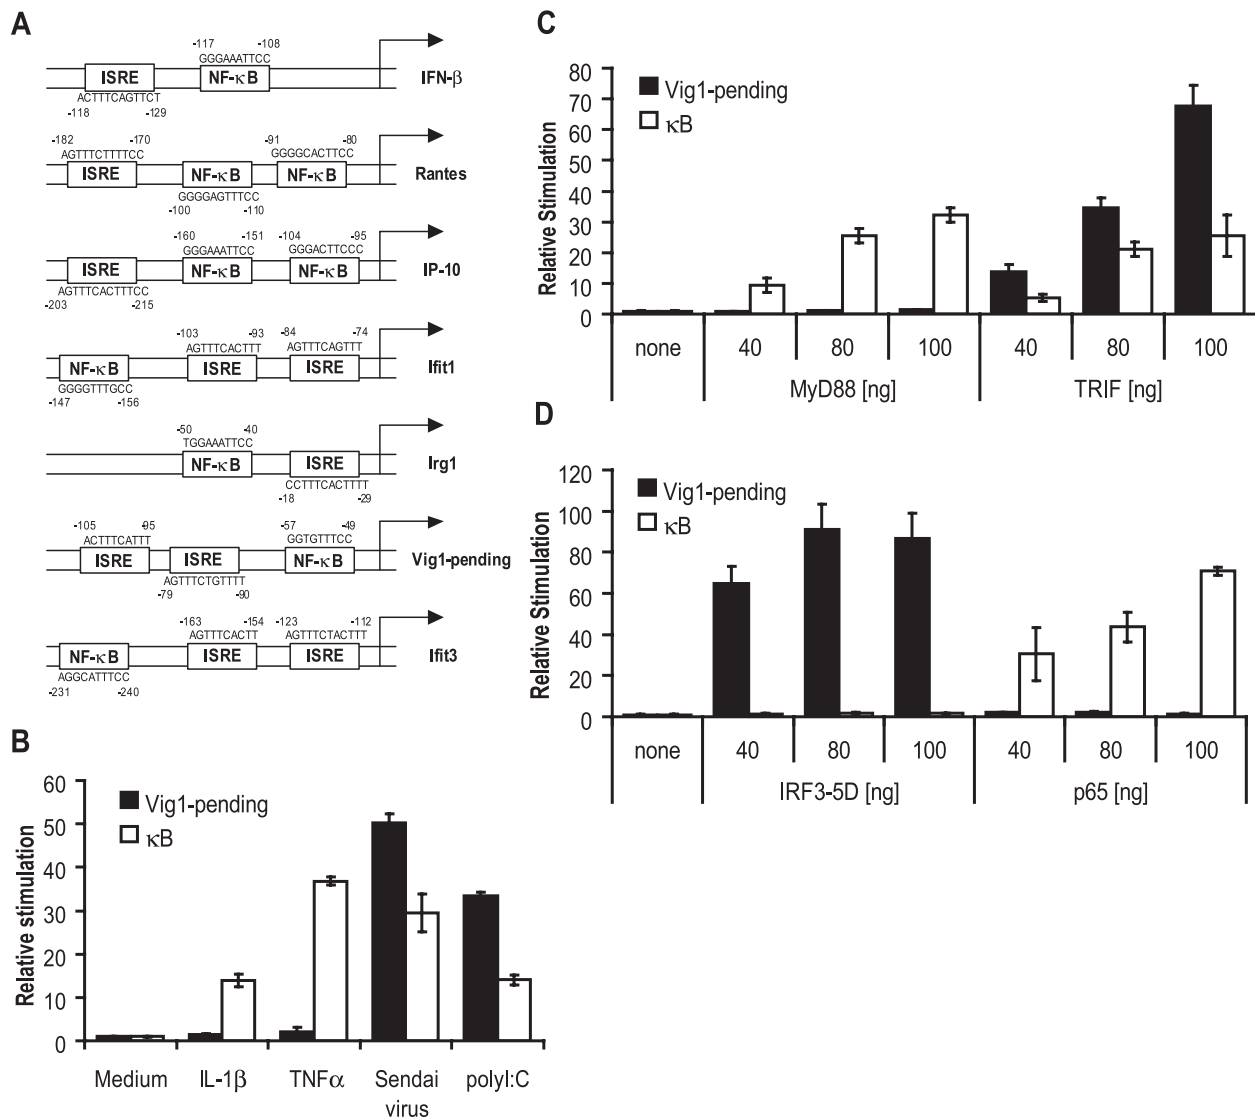 A
-117 -108
GGGAAATTCC
ISRE NF-κB IFN-β
ACTTTCAGTTCT
-118 -129
-182 -170 -91 -80
AGTTTCTTTTCC GGGGCACTTCC
ISRE NF-κB NF-κB Rantes
GGGGAGTTTCC
-100 -110
-160 -151 -104 -95
GGGAAATTCC GGGACTTCCC
ISRE NF-κB NF-κB IP-10
AGTTTCACTTTCC
-203 -215
-103 -93 -84 -74
AGTTTCACTTT AGTTTCAGTTT
NF-κB ISRE ISRE Ifit1
GGGGTTTGCC
-147 -156
-50 -40
TGGAAATTCC
NF-κB ISRE Irg1
CCTTTCACTTTT
-18 -29
-105 -95 -57 -49
ACTTTCATTT GGTGTTTCC
ISRE ISRE NF-κB Vig1-pending
AGTTTCTGTTTT
-79 -90
-163 -154 -123 -112
AGTTTCACTT AGTTTCTACTTT
NF-κB ISRE ISRE Ifit3
AGGCATTTCC
-231 -240
B
Relative stimulation
60
50
40
30
20
10
0
Vig1-pending
κB
Medium IL-1β TNFα Sendai virus polyI:C
C
Relative Stimulation
80
70
60
50
40
30
20
10
0
Vig1-pending
κB
none 40 80 100 40 80 100
MyD88 [ng] TRIF [ng]
D
Relative Stimulation
120
100
80
60
40
20
0
Vig1-pending
κB
none 40 80 100 40 80 100
IRF3-5D [ng] p65 [ng]